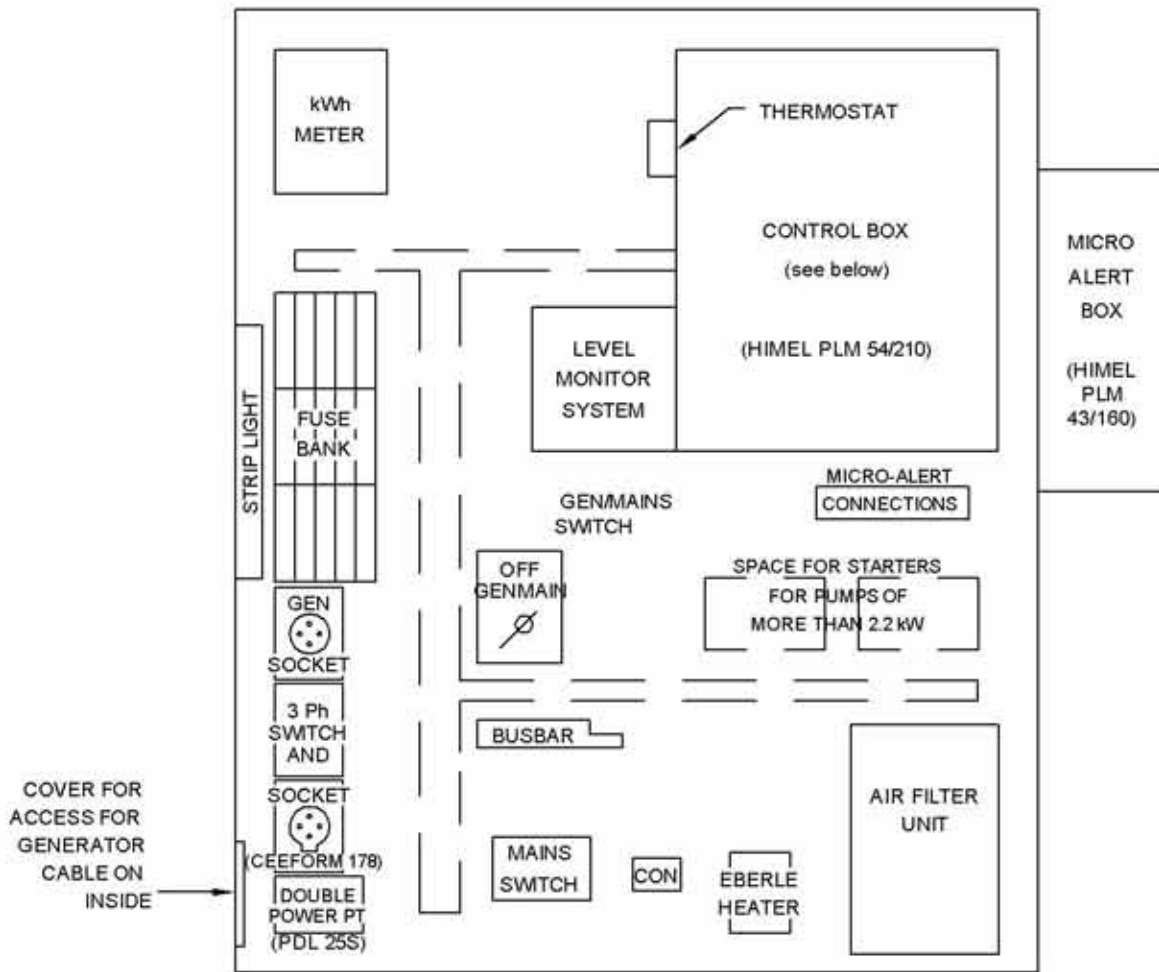 kWh
METER
THERMOSTAT
CONTROL BOX
(see below)
(HIMEL PLM 54/210)
MICRO
ALERT
BOX
(HIMEL
PLM
43/160)
LEVEL
MONITOR
SYSTEM
STRIP LIGHT
FUSE
BANK
MICRO-ALERT
CONNECTIONS
GEN/MAINS
SWITCH
OFF
GENMAIN
SPACE FOR STARTERS
FOR PUMPS OF
MORE THAN 2.2 kW
GEN
SOCKET
3 Ph
SWITCH
AND
SOCKET
(CEEFORM 178)
DOUBLE
POWER PT
(PDL 25S)
BUSBAR
COVER FOR
ACCESS FOR
GENERATOR
CABLE ON
INSIDE
MAINS
SWITCH
CON
EBERLE
HEATER
AIR FILTER
UNIT